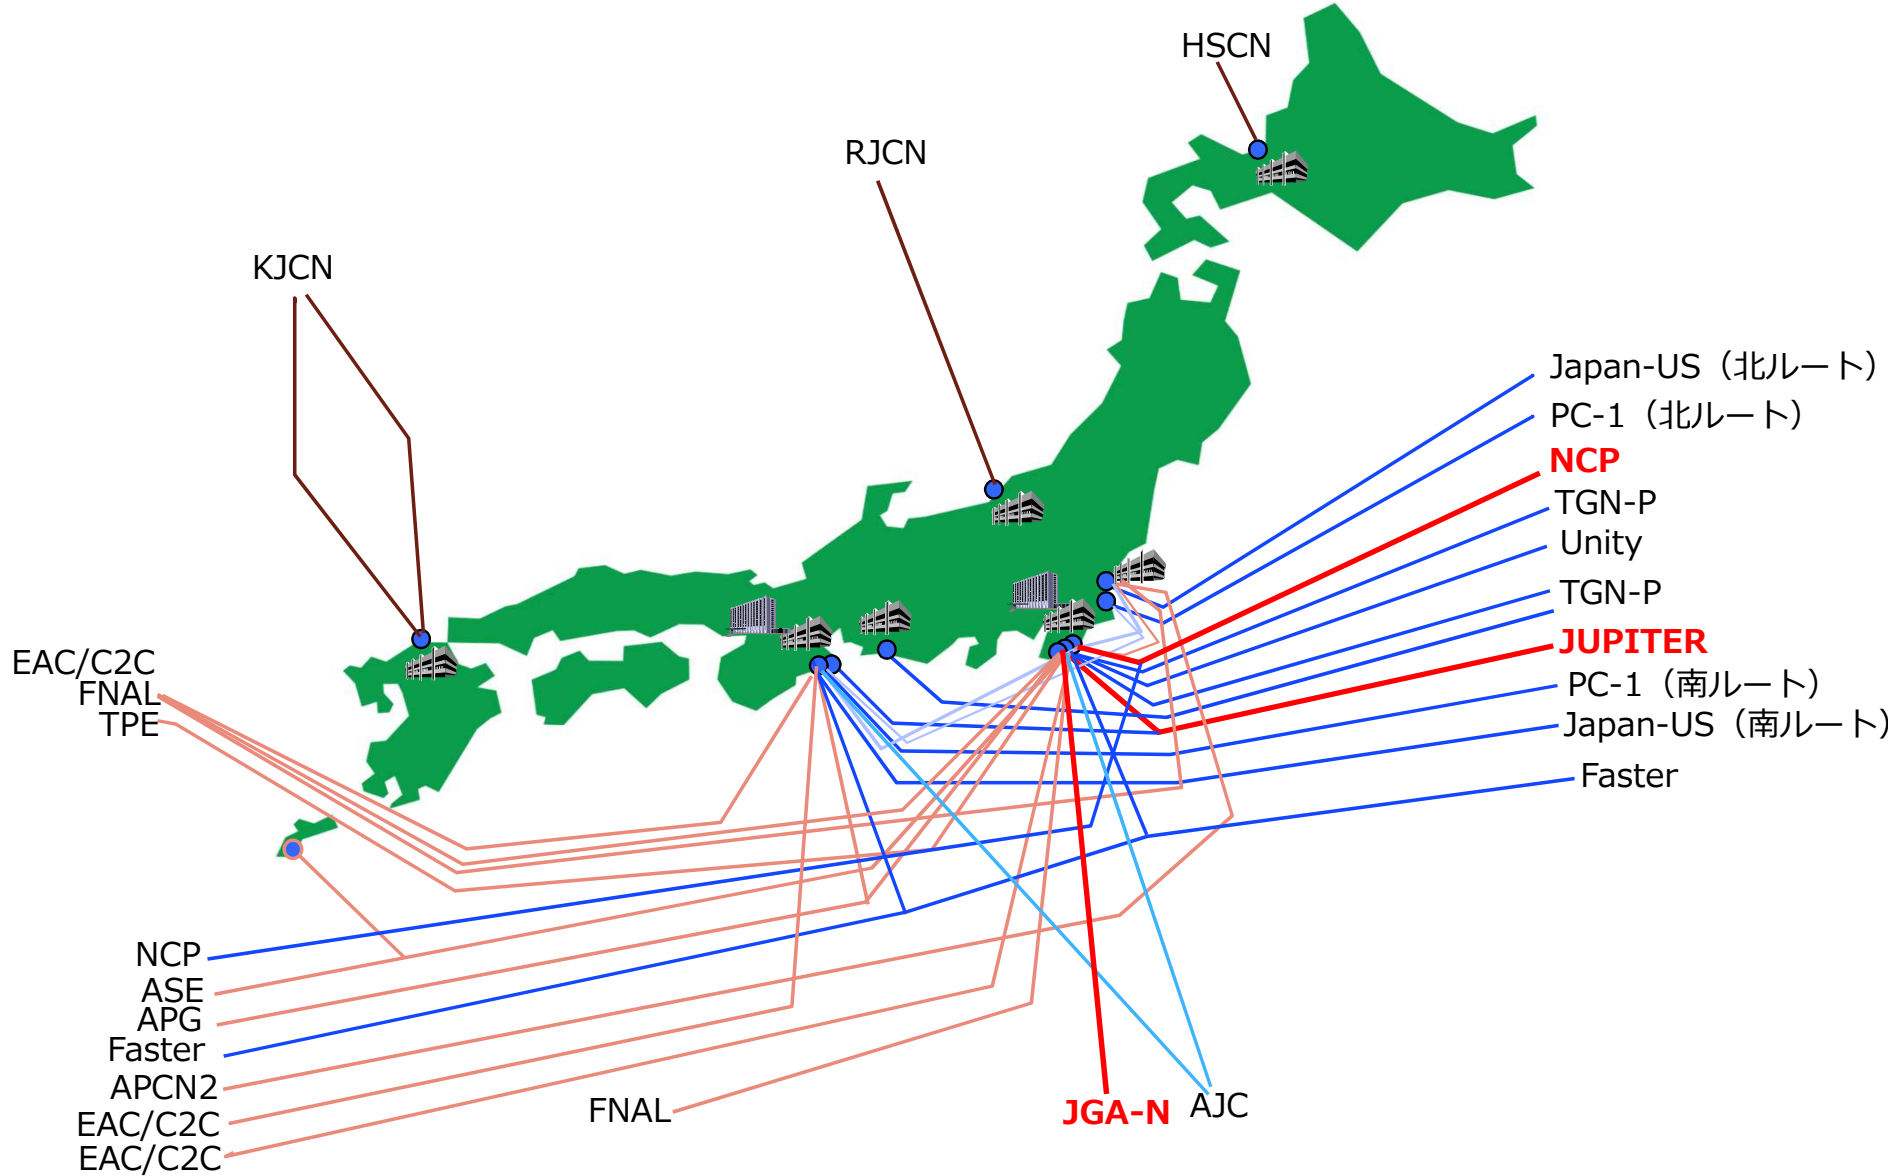 HSCN
RJCN
KJCN
Japan-US（北ルート）
PC-1（北ルート）
NCP
TGN-P
Unity
TGN-P
JUPITER
PC-1（南ルート）
Japan-US（南ルート）
Faster
EAC/C2C
FNAL
TPE
NCP
ASE
APG
Faster
APCN2
EAC/C2C
EAC/C2C
FNAL
JGA-N
AJC